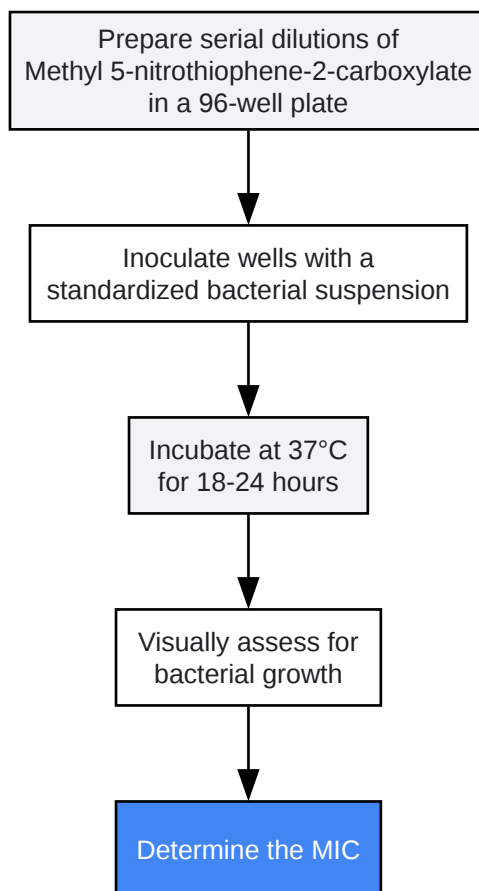 Prepare serial dilutions of
Methyl 5-nitrothiophene-2-carboxylate
in a 96-well plate
Inoculate wells with a
standardized bacterial suspension
Incubate at 37°C
for 18-24 hours
Visually assess for
bacterial growth
Determine the MIC